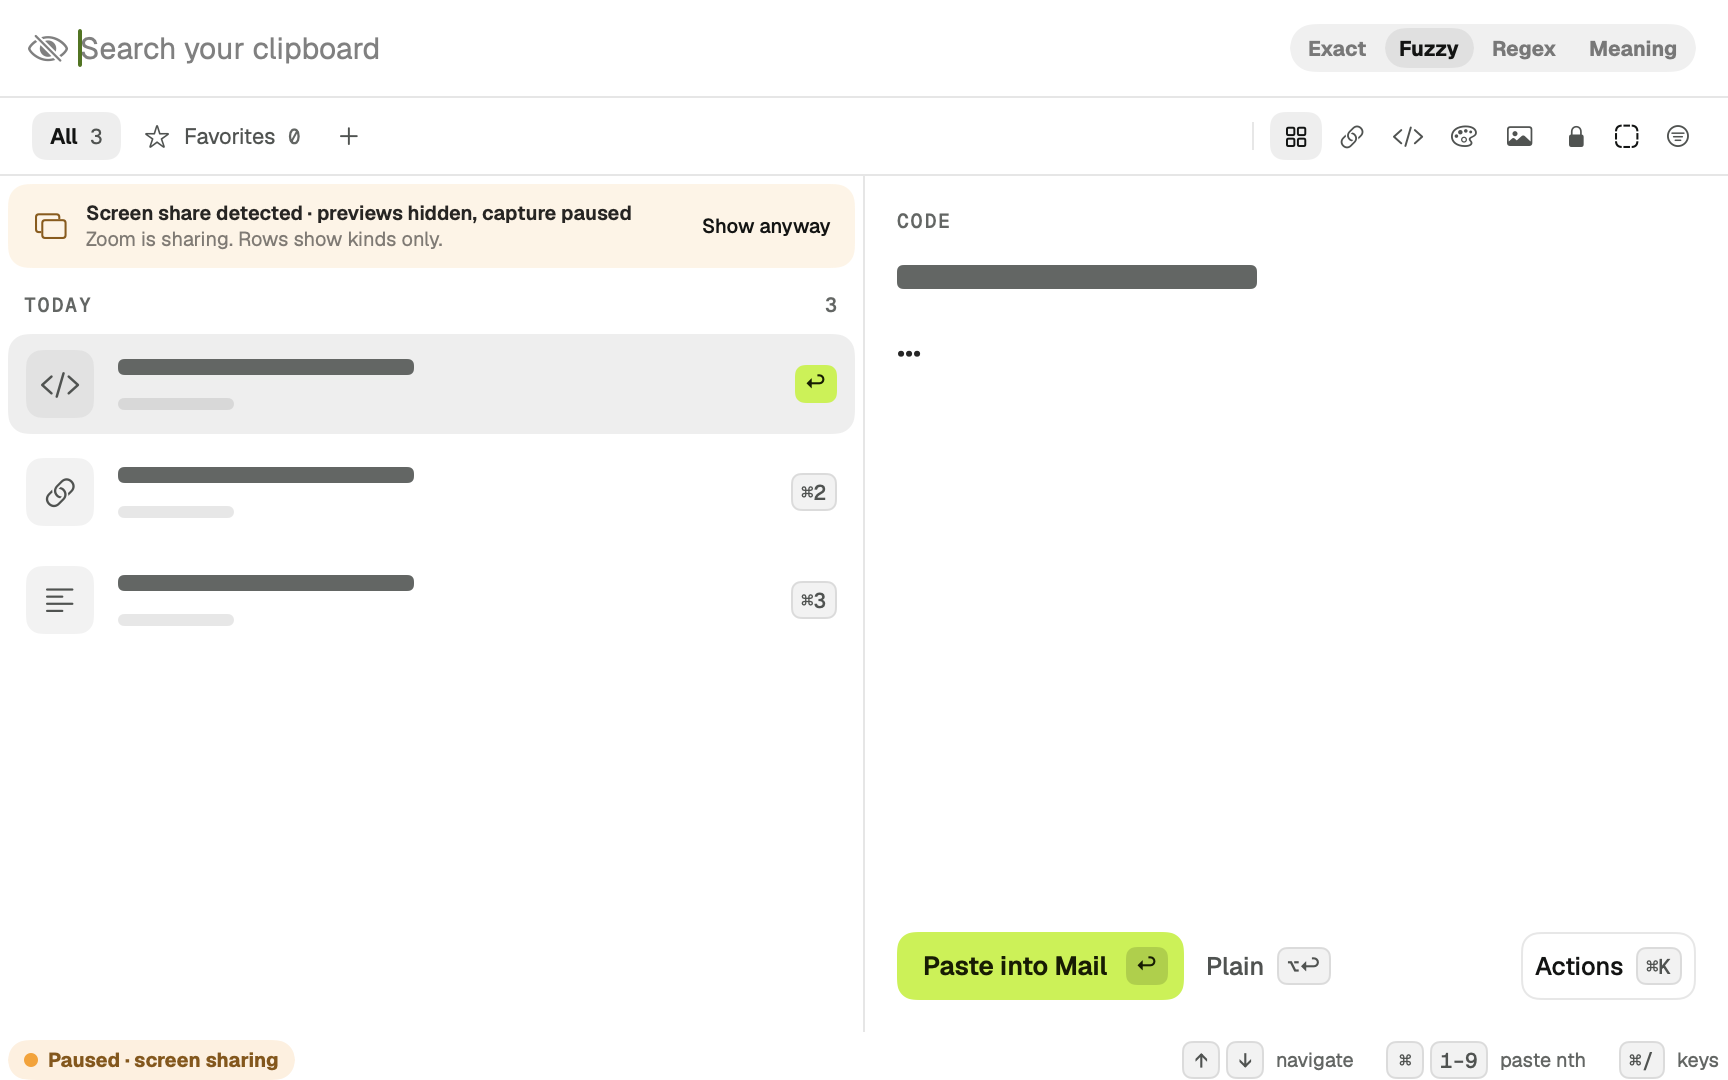 Search your clipboard
Exact Fuzzy Regex Meaning
All 3 Favorites 0
Screen share detected · previews hidden, capture paused
Zoom is sharing. Rows show kinds only.
Show anyway
TODAY 3
⌘2
⌘3
CODE
•••
Paste into Mail ↩ Plain ⌥↩ Actions ⌘K
Paused · screen sharing
↑ ↓ navigate ⌘ 1–9 paste nth ⌘/ keys